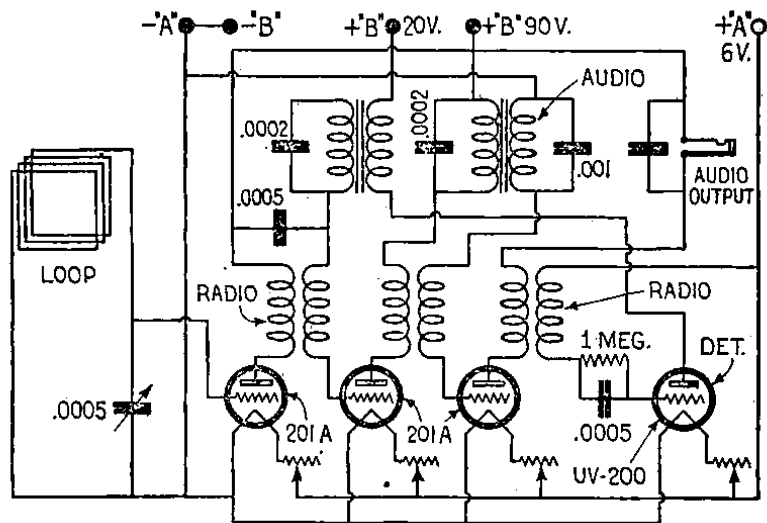 -"A" -"B" +"B" 20V. +"B" 90V. +"A"
6V.
AUDIO
.0002
.0002
.001
AUDIO
OUTPUT
.0005
LOOP
RADIO
RADIO
1 MEG.
DET.
.0005
201A
201A
.0005
UV-200